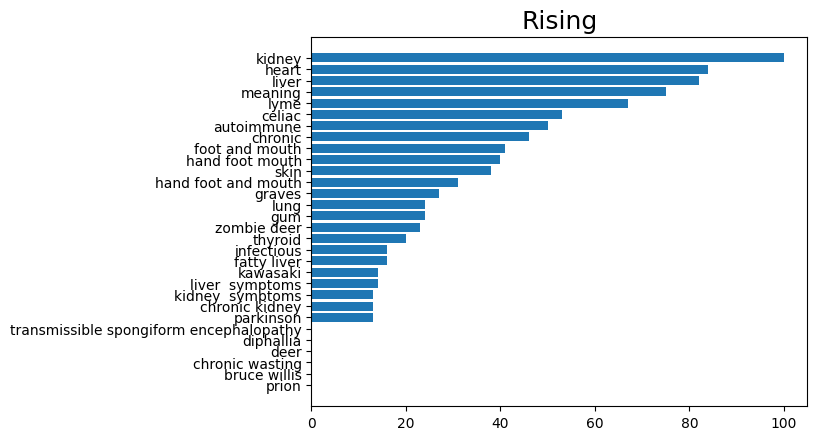 Rising
kidney
heart
liver
meaning
lyme
celiac
autoimmune
chronic
foot and mouth
hand foot mouth
skin
hand foot and mouth
graves
lung
gum
zombie deer
thyroid
infectious
fatty liver
kawasaki
liver  symptoms
kidney  symptoms
chronic kidney
parkinson
transmissible spongiform encephalopathy
diphallia
deer
chronic wasting
bruce willis
prion
0 20 40 60 80 100